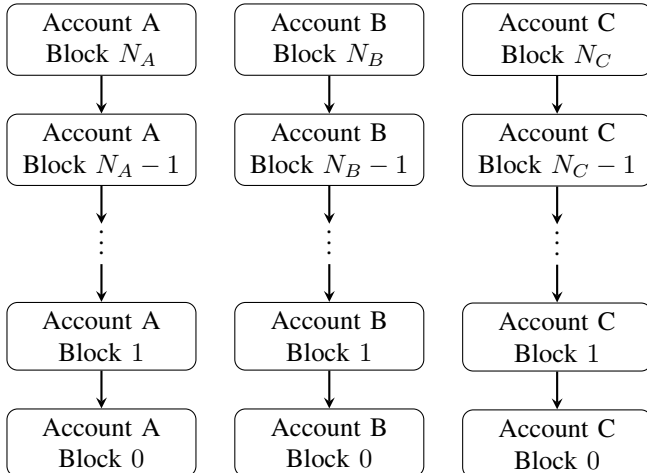 Account A
Block N_A
Account B
Block N_B
Account C
Block N_C
Account A
Block N_A − 1
Account B
Block N_B − 1
Account C
Block N_C − 1
Account A
Block 1
Account B
Block 1
Account C
Block 1
Account A
Block 0
Account B
Block 0
Account C
Block 0